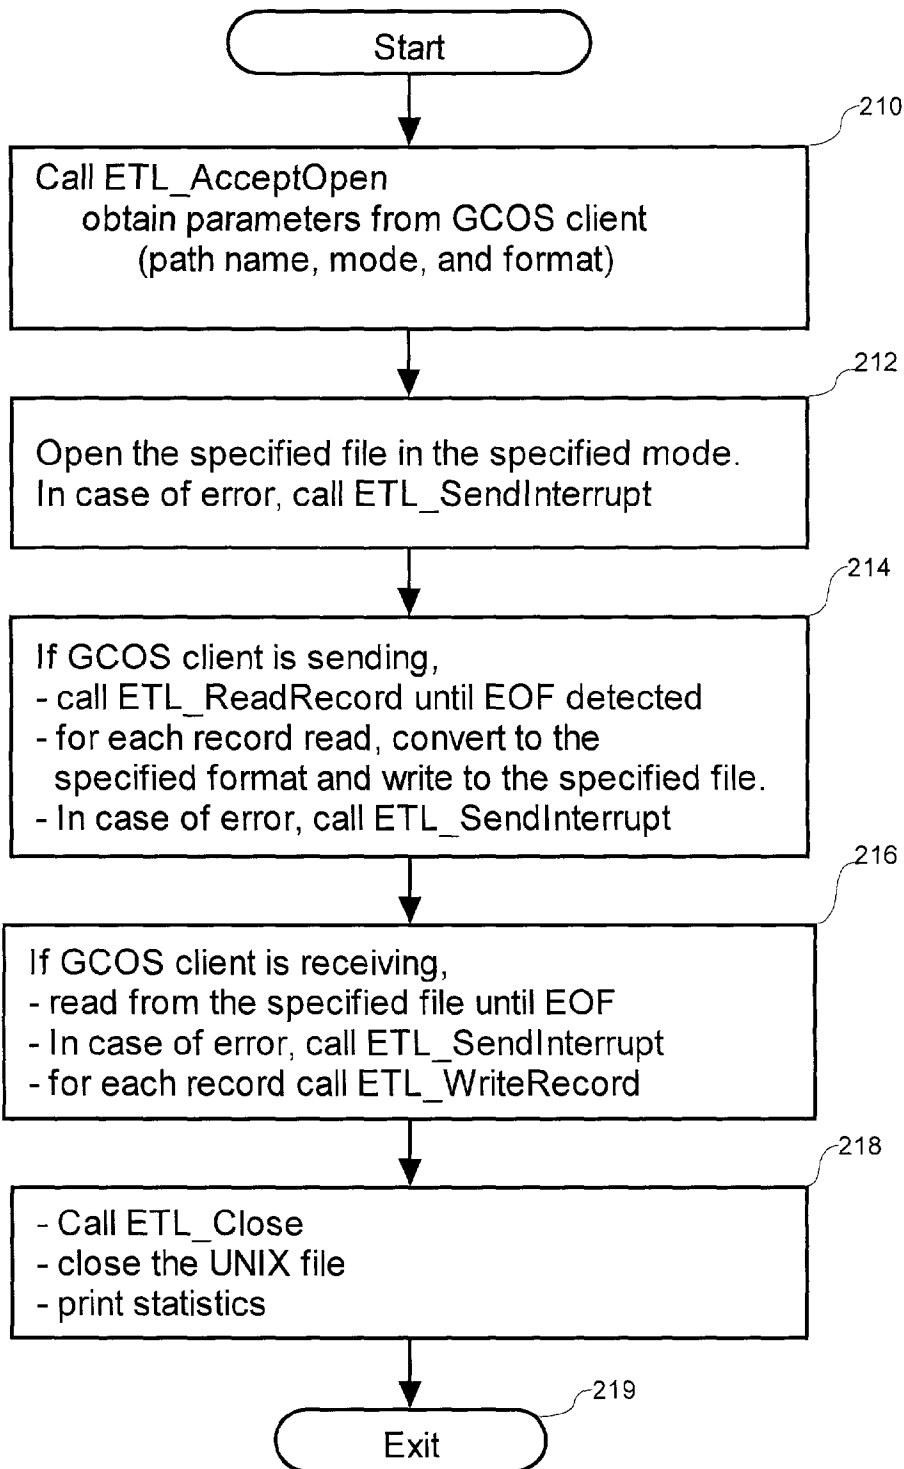 Start
210
Call ETL_AcceptOpen
obtain parameters from GCOS client
(path name, mode, and format)
212
Open the specified file in the specified mode.
In case of error, call ETL_SendInterrupt
214
If GCOS client is sending,
- call ETL_ReadRecord until EOF detected
- for each record read, convert to the
specified format and write to the specified file.
- In case of error, call ETL_SendInterrupt
216
If GCOS client is receiving,
- read from the specified file until EOF
- In case of error, call ETL_SendInterrupt
- for each record call ETL_WriteRecord
218
- Call ETL_Close
- close the UNIX file
- print statistics
219
Exit